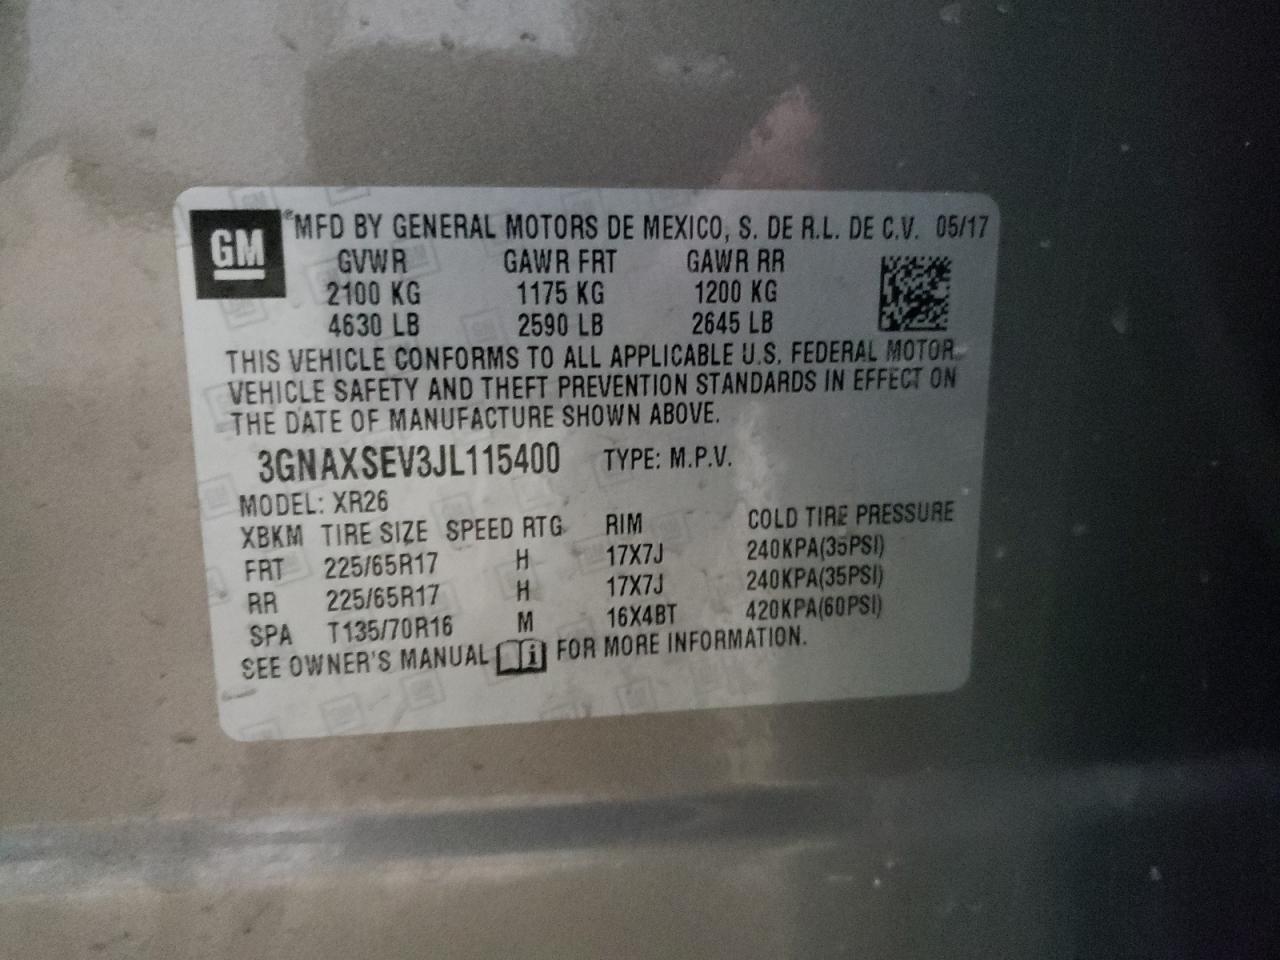 GM ® MFD BY GENERAL MOTORS DE MEXICO, S. DE R.L. DE C.V. 05/17
GVWR GAWR FRT GAWR RR
2100 KG 1175 KG 1200 KG
4630 LB 2590 LB 2645 LB
THIS VEHICLE CONFORMS TO ALL APPLICABLE U.S. FEDERAL MOTOR
VEHICLE SAFETY AND THEFT PREVENTION STANDARDS IN EFFECT ON
THE DATE OF MANUFACTURE SHOWN ABOVE.
3GNAXSEV3JL115400 TYPE: M.P.V.
MODEL: XR26
XBKM TIRE SIZE SPEED RTG RIM COLD TIRE PRESSURE
FRT 225/65R17 H 17X7J 240KPA(35PSI)
RR 225/65R17 H 17X7J 240KPA(35PSI)
SPA T135/70R16 M 16X4BT 420KPA(60PSI)
SEE OWNER'S MANUAL i FOR MORE INFORMATION.